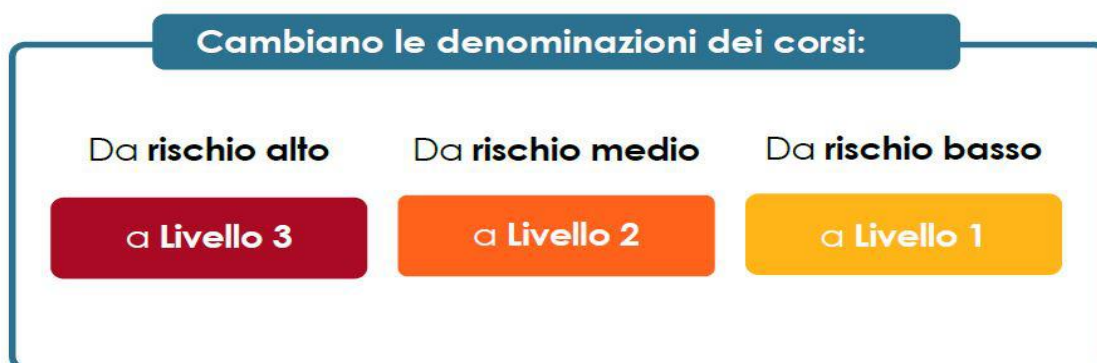 Cambiano le denominazioni dei corsi:
Da rischio alto
a Livello 3
Da rischio medio
a Livello 2
Da rischio basso
a Livello 1